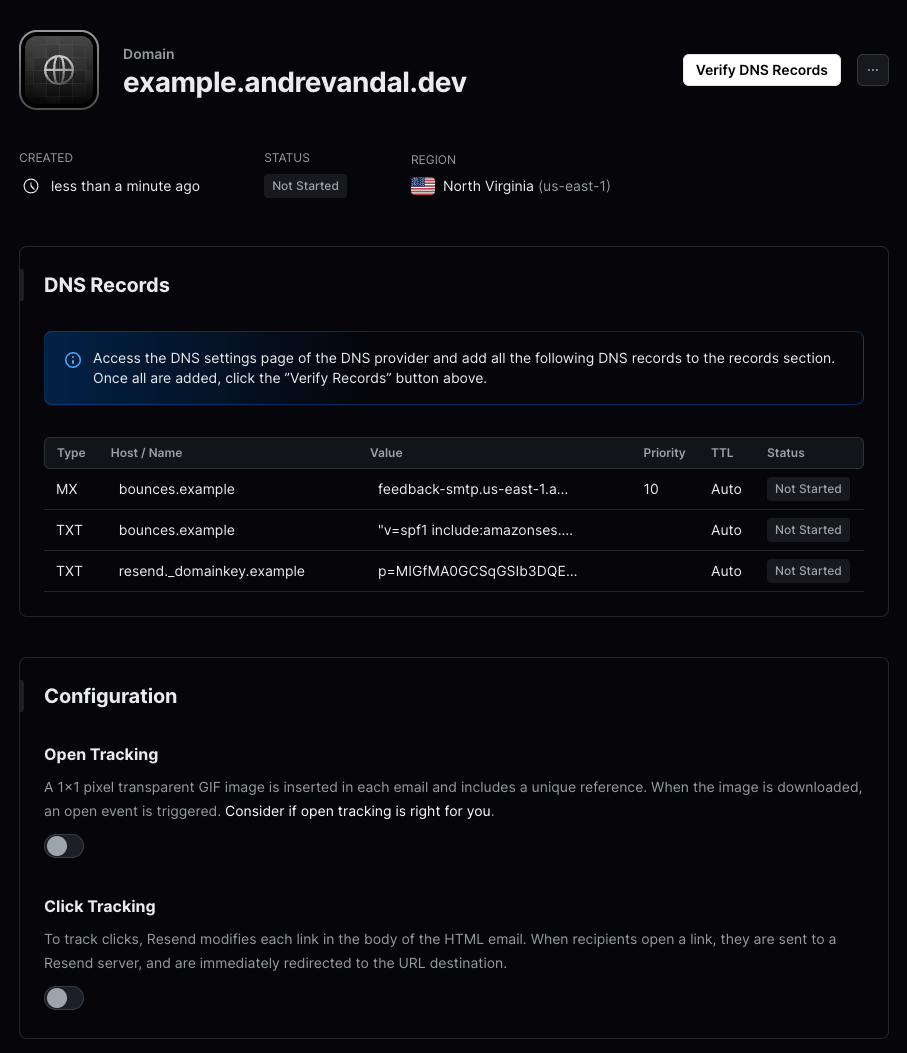 Domain
example.andrevandal.dev
Verify DNS Records
...
CREATED
STATUS
REGION
less than a minute ago
Not Started
North Virginia (us-east-1)
DNS Records
Access the DNS settings page of the DNS provider and add all the following DNS records to the records section.
Once all are added, click the ”Verify Records” button above.
Type Host / Name Value Priority TTL Status
MX bounces.example feedback-smtp.us-east-1.a... 10 Auto Not Started
TXT bounces.example "v=spf1 include:amazonses.... Auto Not Started
TXT resend._domainkey.example p=MIGfMA0GCSqGSIb3DQE... Auto Not Started
Configuration
Open Tracking
A 1×1 pixel transparent GIF image is inserted in each email and includes a unique reference. When the image is downloaded,
an open event is triggered. Consider if open tracking is right for you.
Click Tracking
To track clicks, Resend modifies each link in the body of the HTML email. When recipients open a link, they are sent to a
Resend server, and are immediately redirected to the URL destination.